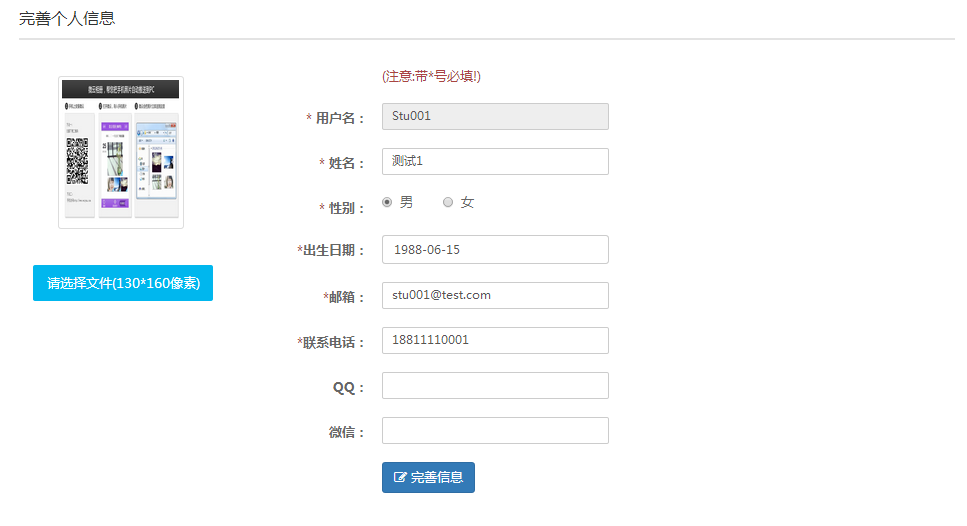 完善个人信息
(注意:带*号必填!)
* 用户名： Stu001
* 姓名： 测试1
* 性别： 男 女
*出生日期： 1988-06-15
请选择文件(130*160像素)
*邮箱： stu001@test.com
*联系电话： 18811110001
QQ：
微信：
完善信息